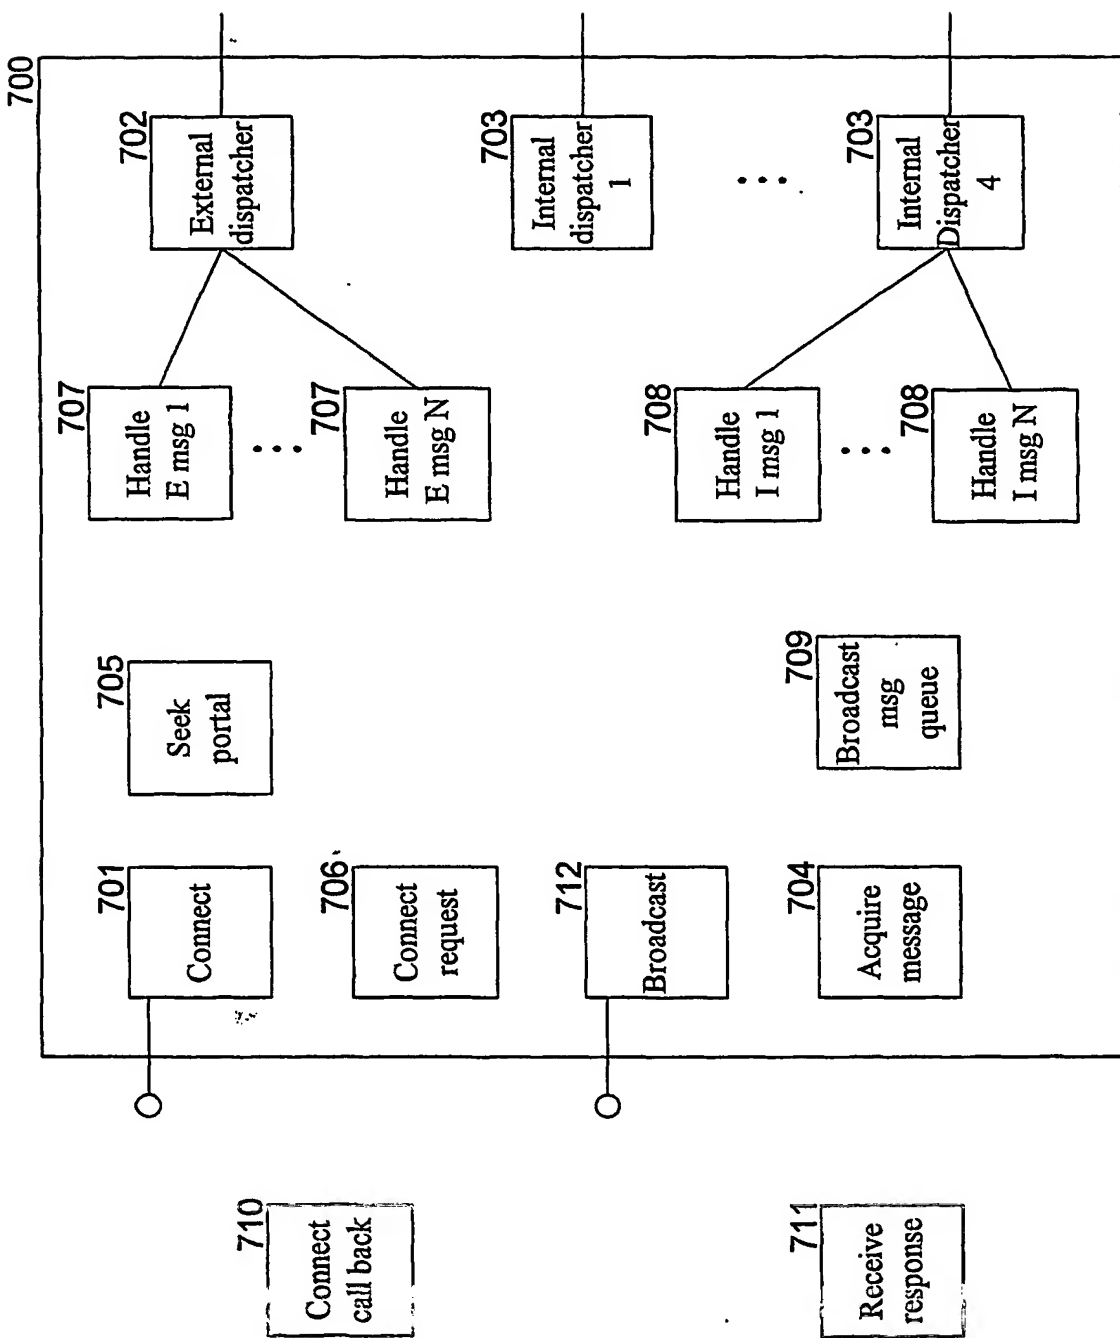 711
Receive
response
710
Connect
call back
704
Acquire
message
712
Broadcast
706
Connect
request
701
Connect
709
Broadcast
msg
queue
705
Seek
portal
708
Handle
I msg N
708
Handle
I msg 1
707
Handle
E msg N
707
Handle
E msg 1
703
Internal
Dispatcher
4
703
Internal
dispatcher
1
702
External
dispatcher
700